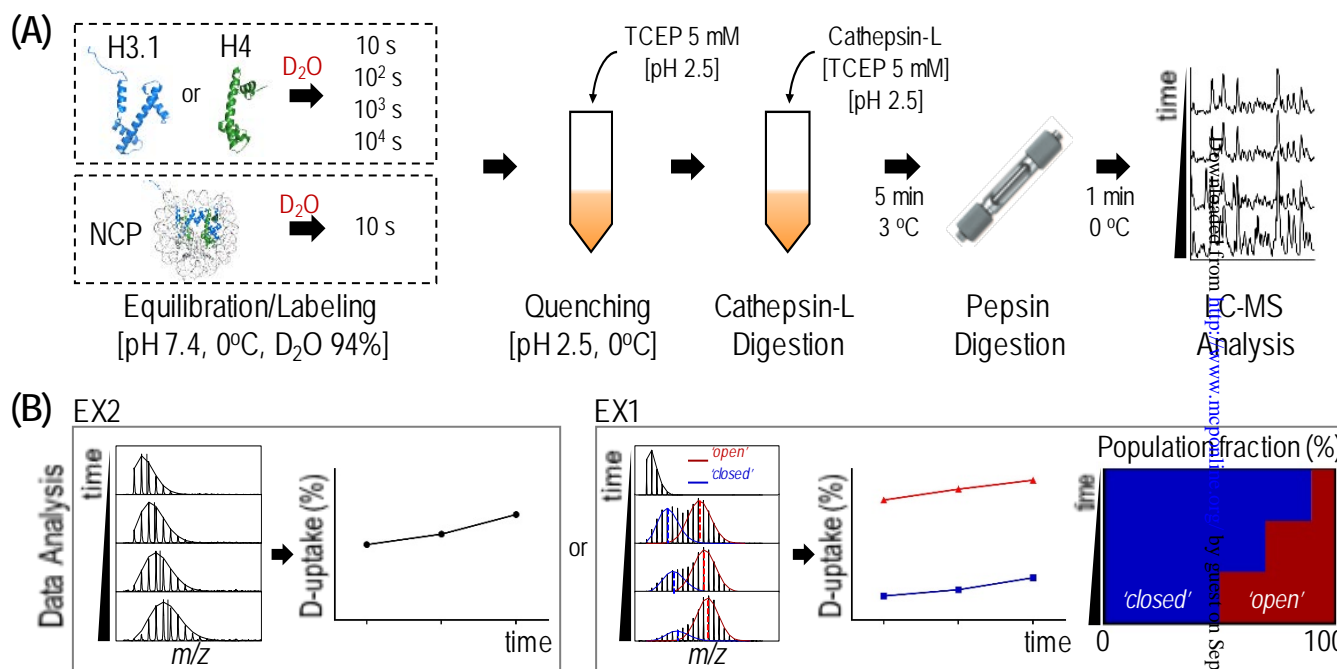 (A)
H3.1
or
H4
D₂O
10 s
10² s
10³ s
10⁴ s
NCP
D₂O
10 s
Equilibration/Labeling
[pH 7.4, 0ºC, D₂O 94%]
TCEP 5 mM
[pH 2.5]
Quenching
[pH 2.5, 0ºC]
Cathepsin-L
[TCEP 5 mM]
[pH 2.5]
Cathepsin-L
Digestion
5 min
3 ºC
Pepsin
Digestion
1 min
0 ºC
time
LC-MS
Analysis
Downloaded from http://www.mcponline.org by guest on Sep
(B)
Data Analysis
EX2
time
m/z
D-uptake (%)
time
or
EX1
time
'open'
'closed'
m/z
D-uptake (%)
time
Population fraction (%)
time
'closed'
'open'
0
100